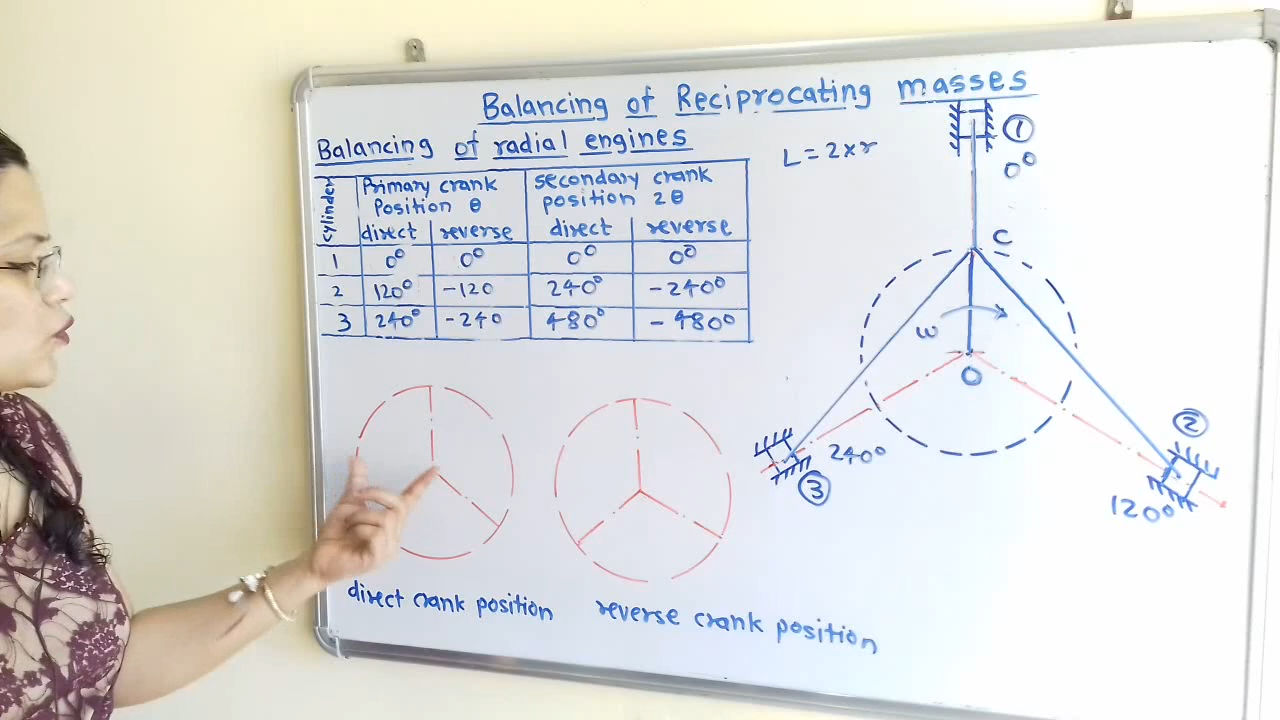 Balancing of Reciprocating masses
Balancing of radial engines
L = 2×r
cylinder
Primary crank position θ
secondary crank position 2θ
direct reverse direct reverse
1 0° 0° 0° 0°
2 120° -120 240° -240°
3 240° -240 480° -480°
①
0°
C
ω
O
②
120°
240°
③
direct crank position
reverse crank position